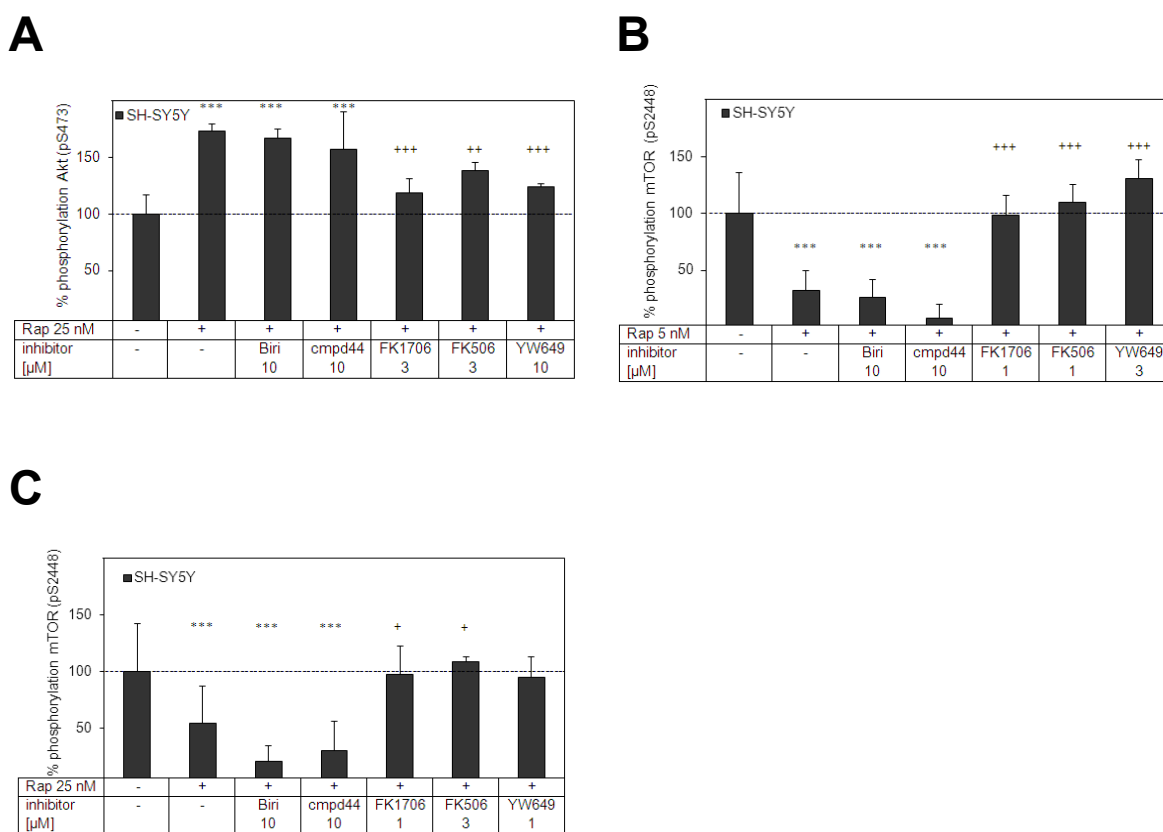 A
% phosphorylation Akt (pS473)
SH-SY5Y
*** *** ***
+++ ++ +++
150
100
50
Rap 25 nM - + + + + + +
inhibitor - - Biri cmpd44 FK1706 FK506 YW649
[µM] 10 10 3 3 10
B
% phosphorylation mTOR (pS2448)
SH-SY5Y
150
+++ +++ +++
100
*** *** ***
50
Rap 5 nM - + + + + + +
inhibitor - - Biri cmpd44 FK1706 FK506 YW649
[µM] 10 10 1 1 3
C
% phosphorylation mTOR (pS2448)
SH-SY5Y
150
*** *** *** + +
100
50
Rap 25 nM - + + + + + +
inhibitor - - Biri cmpd44 FK1706 FK506 YW649
[µM] 10 10 1 3 1